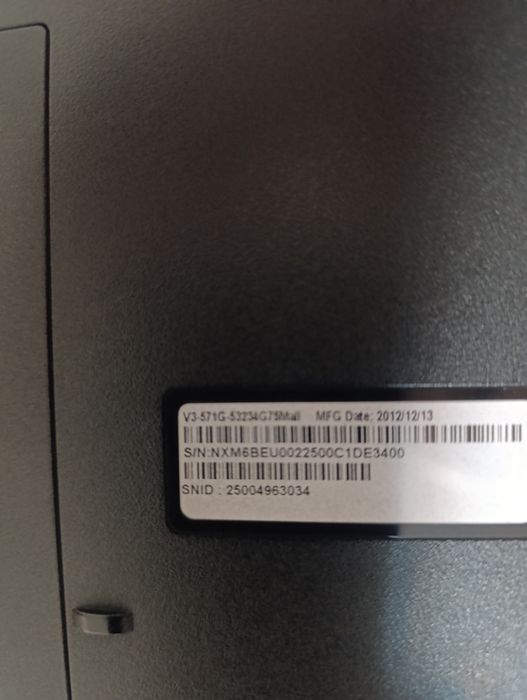 V3-571G-53234G75Maii MFG Date: 2012/12/13
S/N:NXM6BEU0022500C1DE3400
SNID : 25004963034